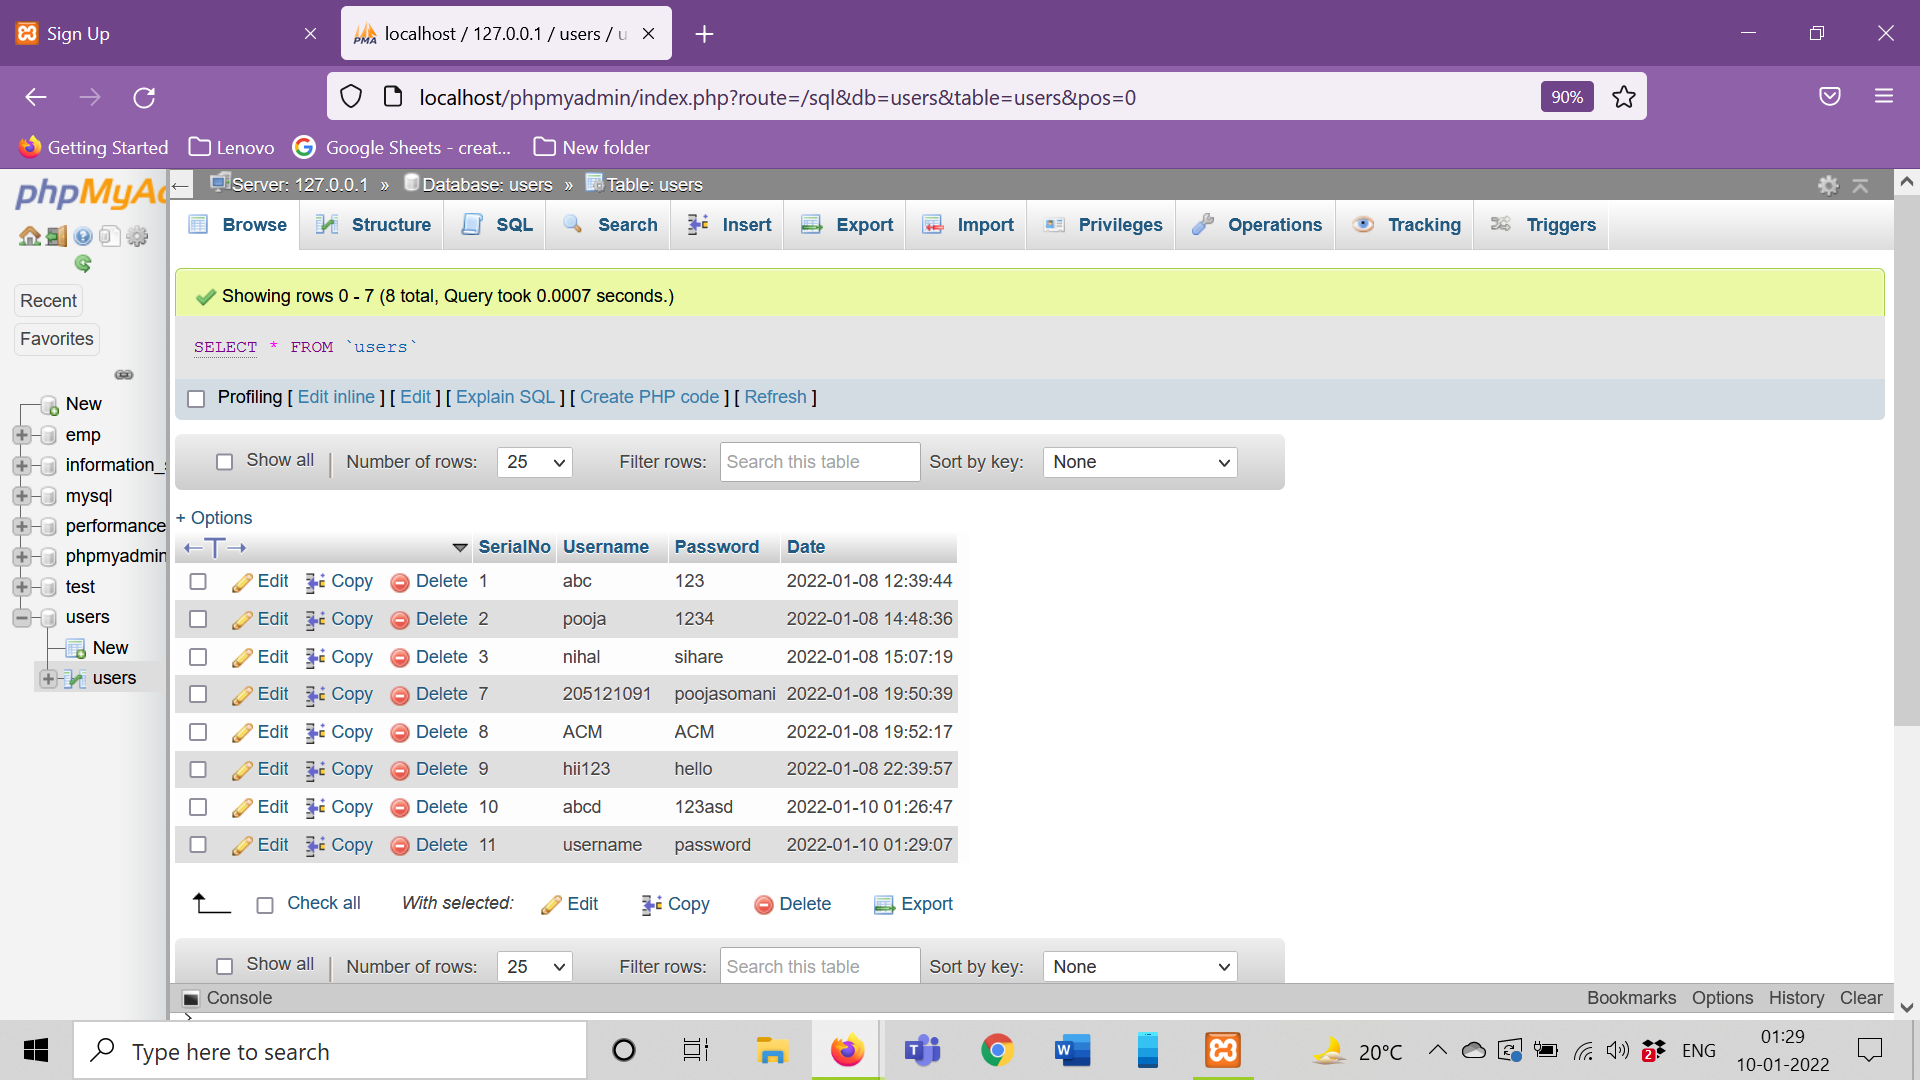 Sign Up
localhost / 127.0.0.1 / users / u
localhost/phpmyadmin/index.php?route=/sql&db=users&table=users&pos=0
90%
Getting Started Lenovo Google Sheets - creat... New folder
phpMyAd
Server: 127.0.0.1 » Database: users » Table: users
Browse Structure SQL Search Insert Export Import Privileges Operations Tracking Triggers
Recent
Favorites
New
emp
information_s
mysql
performance
phpmyadmin
test
users
New
users
Showing rows 0 - 7 (8 total, Query took 0.0007 seconds.)
SELECT * FROM `users`
Profiling [ Edit inline ] [ Edit ] [ Explain SQL ] [ Create PHP code ] [ Refresh ]
Show all | Number of rows: 25 Filter rows: Search this table Sort by key: None
+ Options
←T→ SerialNo Username Password Date
Edit Copy Delete 1 abc 123 2022-01-08 12:39:44
Edit Copy Delete 2 pooja 1234 2022-01-08 14:48:36
Edit Copy Delete 3 nihal sihare 2022-01-08 15:07:19
Edit Copy Delete 7 205121091 poojasomani 2022-01-08 19:50:39
Edit Copy Delete 8 ACM ACM 2022-01-08 19:52:17
Edit Copy Delete 9 hii123 hello 2022-01-08 22:39:57
Edit Copy Delete 10 abcd 123asd 2022-01-10 01:26:47
Edit Copy Delete 11 username password 2022-01-10 01:29:07
Check all With selected: Edit Copy Delete Export
Show all | Number of rows: 25 Filter rows: Search this table Sort by key: None
Console Bookmarks Options History Clear
>
Type here to search
20°C ENG
01:29
10-01-2022